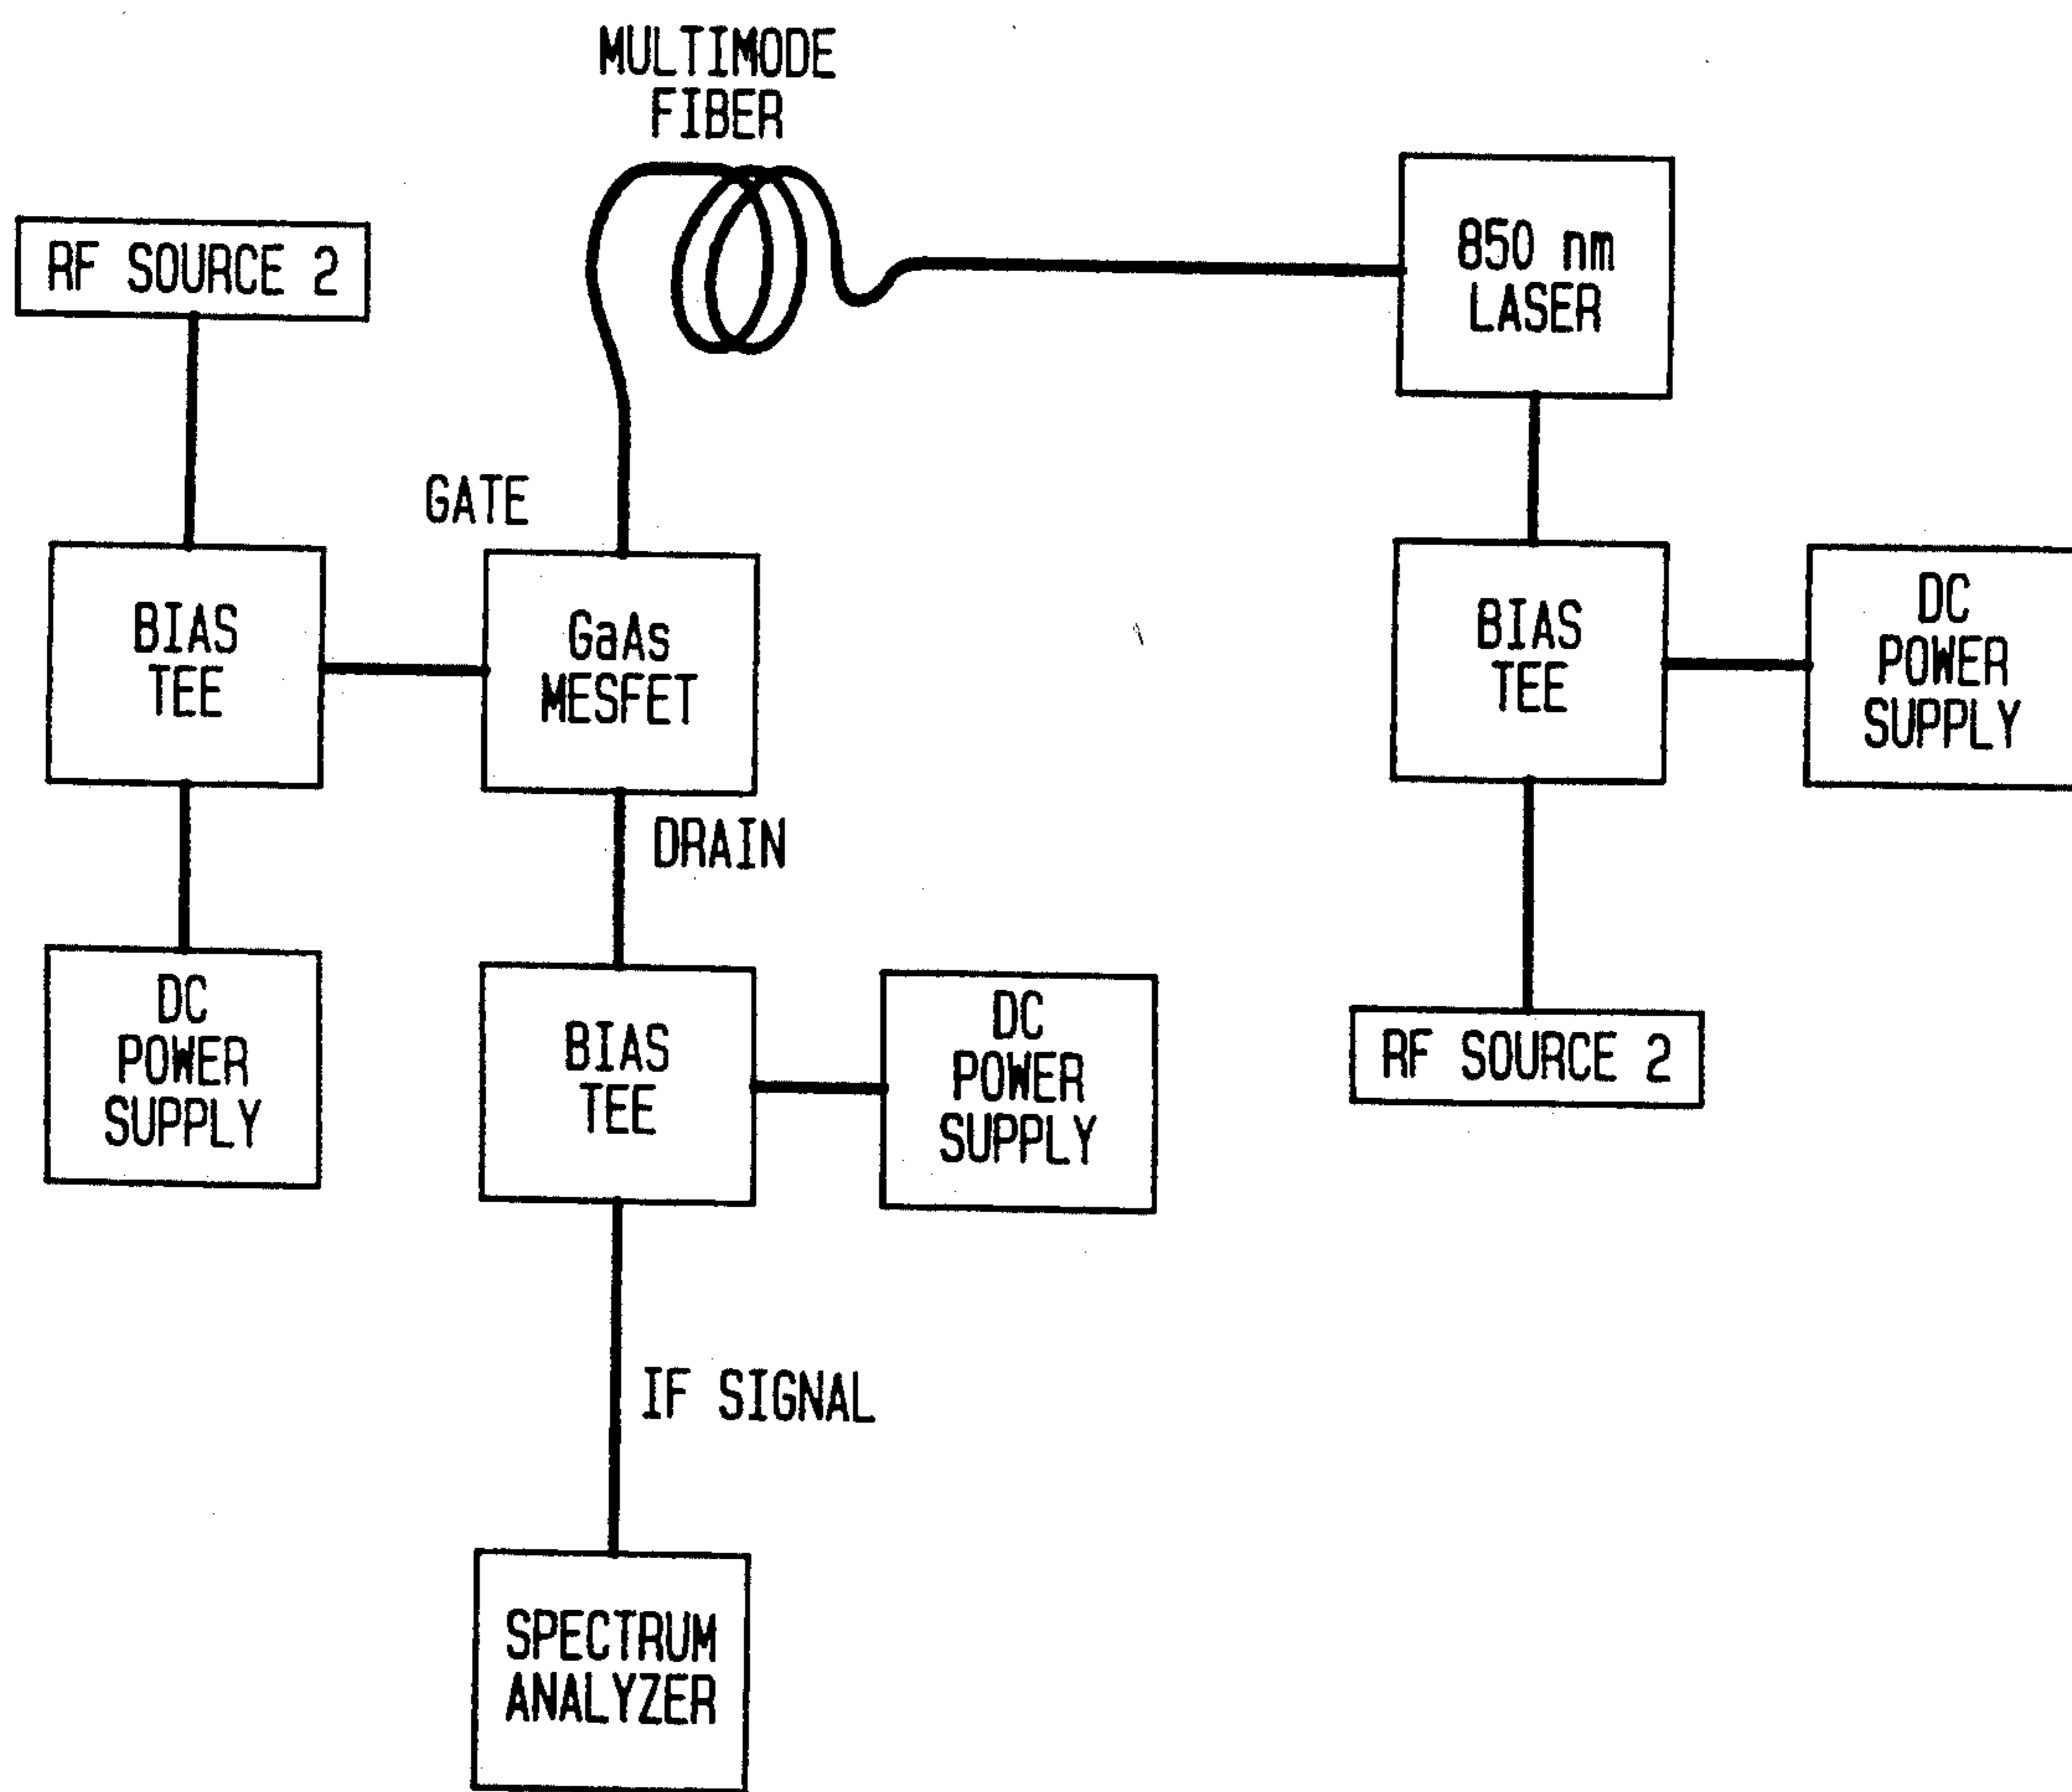 MULTIMODE
FIBER
RF SOURCE 2
850 nm
LASER
GATE
BIAS
TEE
GaAs
MESFET
BIAS
TEE
DC
POWER
SUPPLY
DRAIN
DC
POWER
SUPPLY
BIAS
TEE
DC
POWER
SUPPLY
RF SOURCE 2
IF SIGNAL
SPECTRUM
ANALYZER